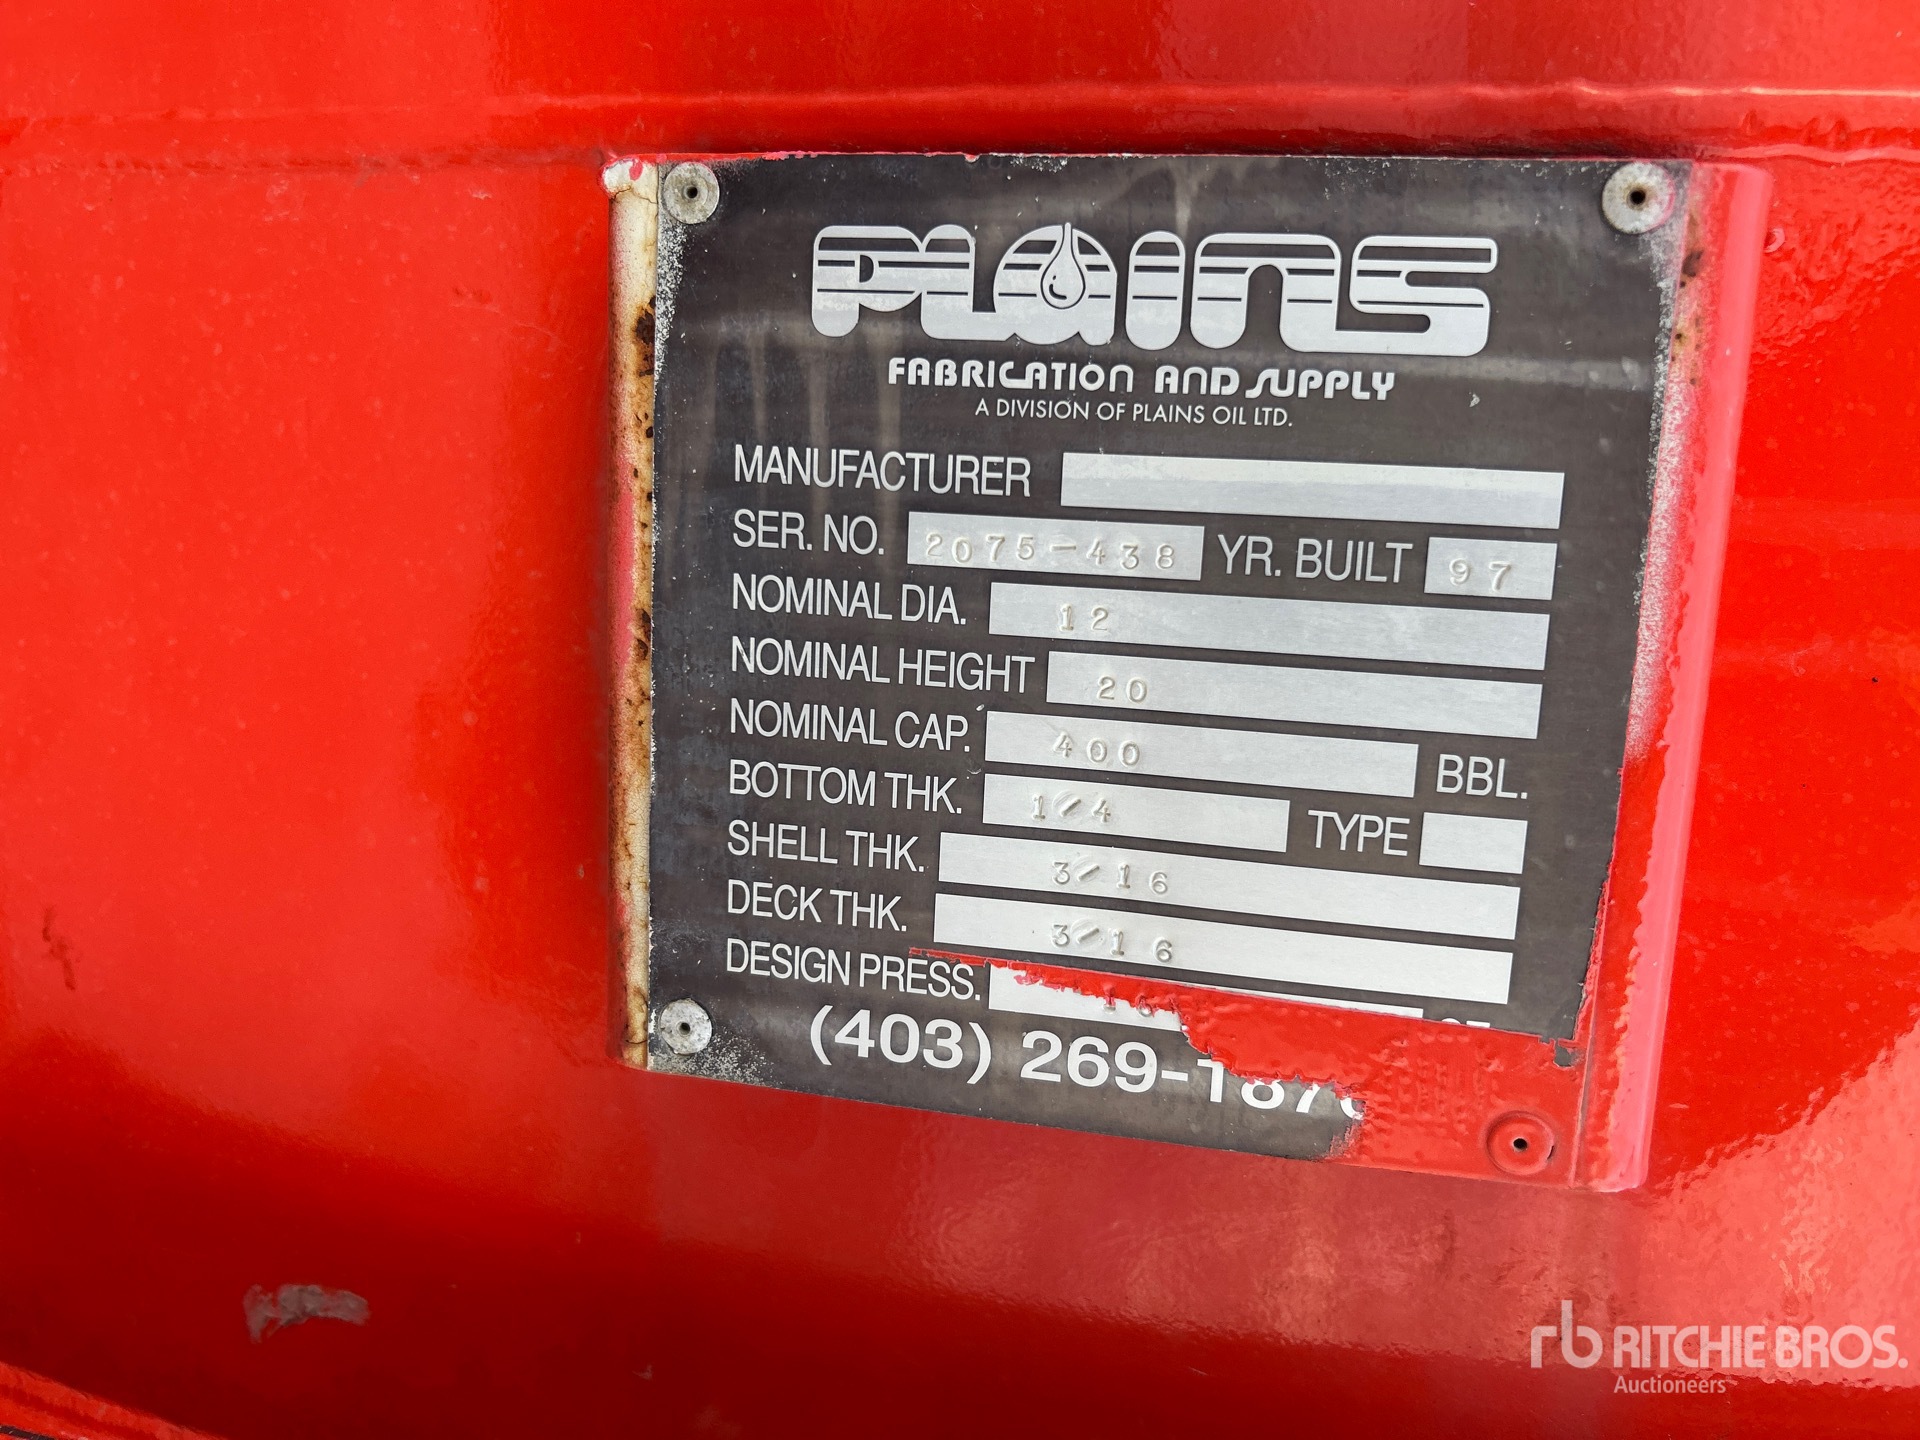 PLAINS
FABRICATION AND SUPPLY
A DIVISION OF PLAINS OIL LTD.
MANUFACTURER
SER. NO. 2075-438 YR. BUILT 97
NOMINAL DIA. 12
NOMINAL HEIGHT 20
NOMINAL CAP. 400 BBL.
BOTTOM THK. 1/4 TYPE
SHELL THK. 3/16
DECK THK. 3/16
DESIGN PRESS.
(403) 269-187
rb RITCHIE BROS.
Auctioneers